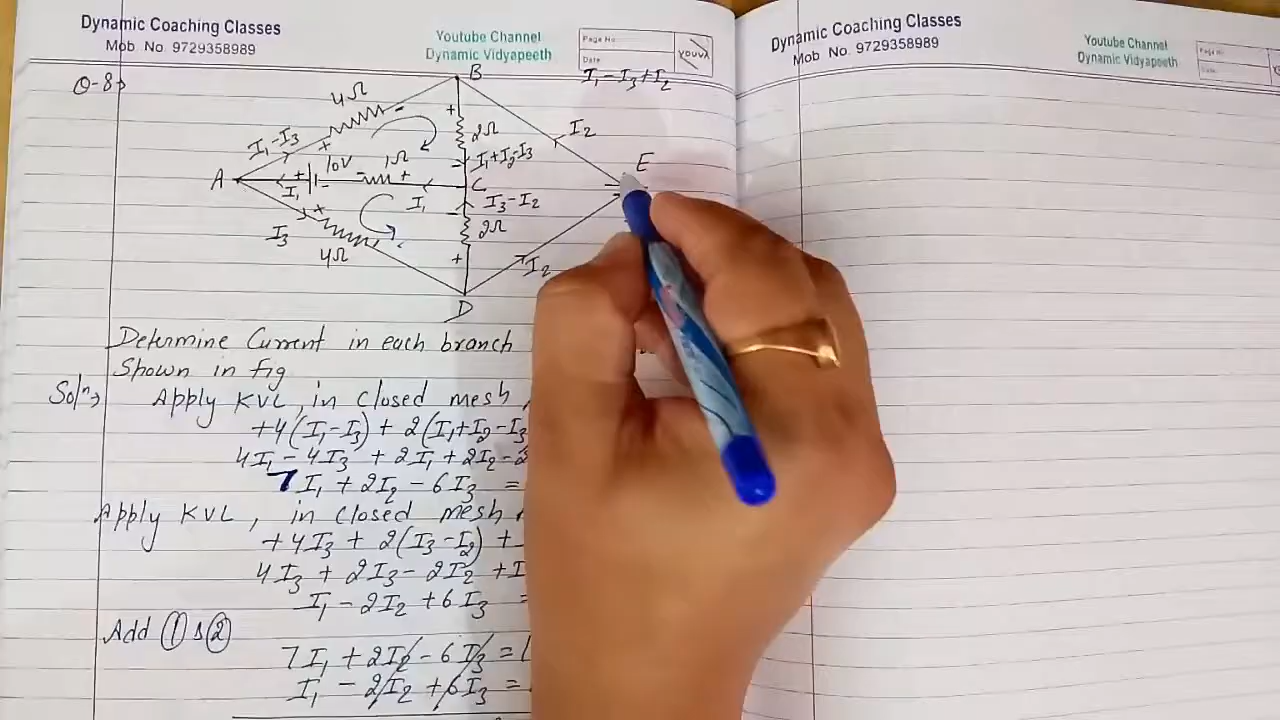 Dynamic Coaching Classes
Mob No. 9729358989
Youtube Channel
Dynamic Vidyapeeth
Page No.
Date
YOUVA
Dynamic Coaching Classes
Mob No. 9729358989
Youtube Channel
Dynamic Vidyapeeth
Page No.
Date
Q-8→
B
I₁-I₃+I₂
4Ω
+ -
+
2Ω
I₂
I₁-I₃
I₁+I₂-I₃
E
10V
1Ω
A
+ - - +
C
I₁
I₁
I₃-I₂
+
I₃
2Ω
4Ω
+
I₂
D
Determine Current in each branch
Shown in fig
Solⁿ→ Apply KVL, in closed mesh
+4(I₁-I₃) + 2(I₁+I₂-I₃
4I₁ - 4I₃ + 2I₁ + 2I₂ - 2
7I₁ + 2I₂ - 6I₃ =
Apply KVL, in closed mesh
+4I₃ + 2(I₃-I₂) +
4I₃ + 2I₃ - 2I₂ + I
I₁ - 2I₂ + 6I₃ =
Add ① & ②
7I₁ + 2I₂ - 6I₃ = 1
I₁ - 2I₂ + 6I₃ =